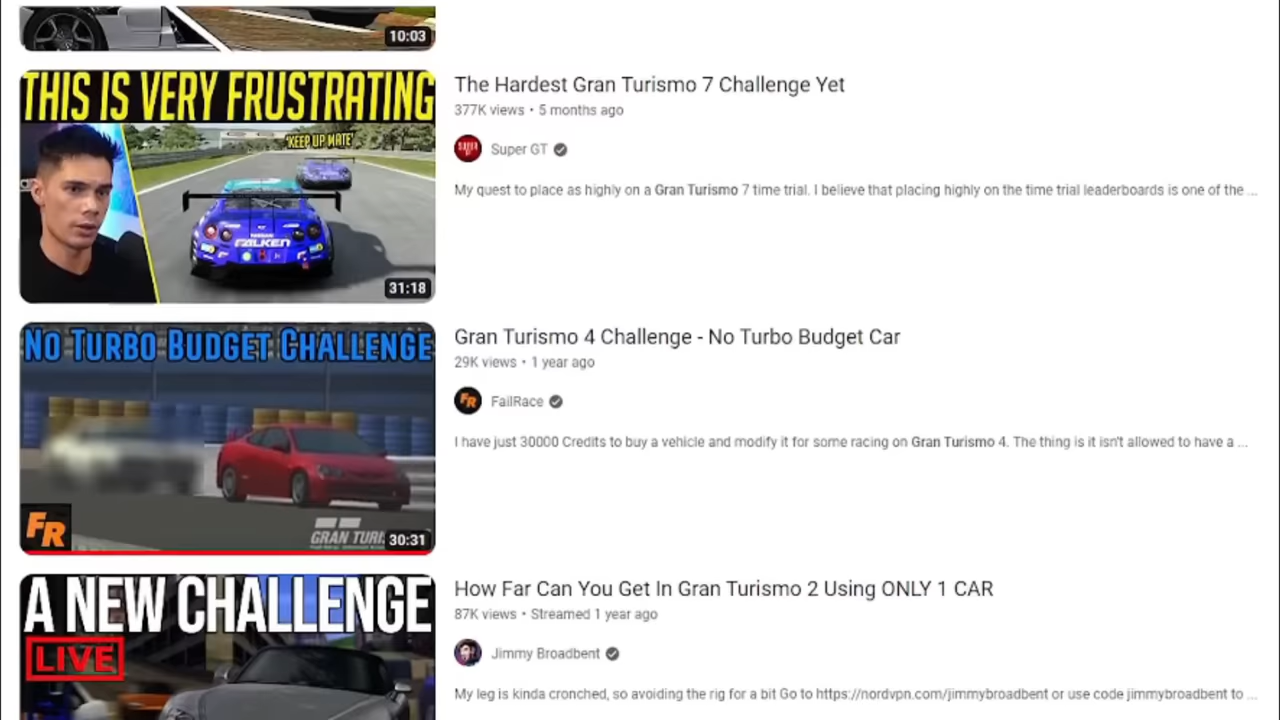 10:03
THIS IS VERY FRUSTRATING
'KEEP UP MATE'
FALKEN
31:18
The Hardest Gran Turismo 7 Challenge Yet
377K views • 5 months ago
Super GT
My quest to place as highly on a Gran Turismo 7 time trial. I believe that placing highly on the time trial leaderboards is one of the ...
NO TURBO BUDGET CHALLENGE
FR
GRAN TURI
30:31
Gran Turismo 4 Challenge - No Turbo Budget Car
29K views • 1 year ago
FailRace
I have just 30000 Credits to buy a vehicle and modify it for some racing on Gran Turismo 4. The thing is it isn't allowed to have a ...
A NEW CHALLENGE
LIVE
How Far Can You Get In Gran Turismo 2 Using ONLY 1 CAR
87K views • Streamed 1 year ago
Jimmy Broadbent
My leg is kinda cronched, so avoiding the rig for a bit Go to https://nordvpn.com/jimmybroadbent or use code jimmybroadbent to ...